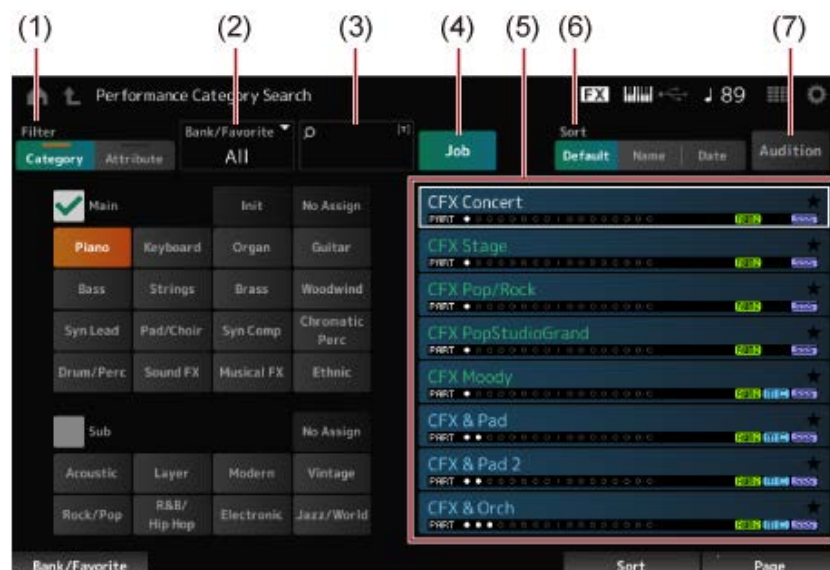 (1) (2) (3) (4) (5) (6) (7)
Performance Category Search FX 89
Filter Bank/Favorite Sort
Category Attribute All Job Default Name Date Audition
Main Init No Assign
Piano Keyboard Organ Guitar
Bass Strings Brass Woodwind
Syn Lead Pad/Choir Syn Comp Chromatic Perc
Drum/Perc Sound FX Musical FX Ethnic
Sub No Assign
Acoustic Layer Modern Vintage
Rock/Pop R&B/ Hip Hop Electronic Jazz/World
CFX Concert
PART
CFX Stage
PART
CFX Pop/Rock
PART
CFX PopStudioGrand
PART
CFX Moody
PART
CFX & Pad
PART
CFX & Pad 2
PART
CFX & Orch
PART
Bank/Favorite Sort Page